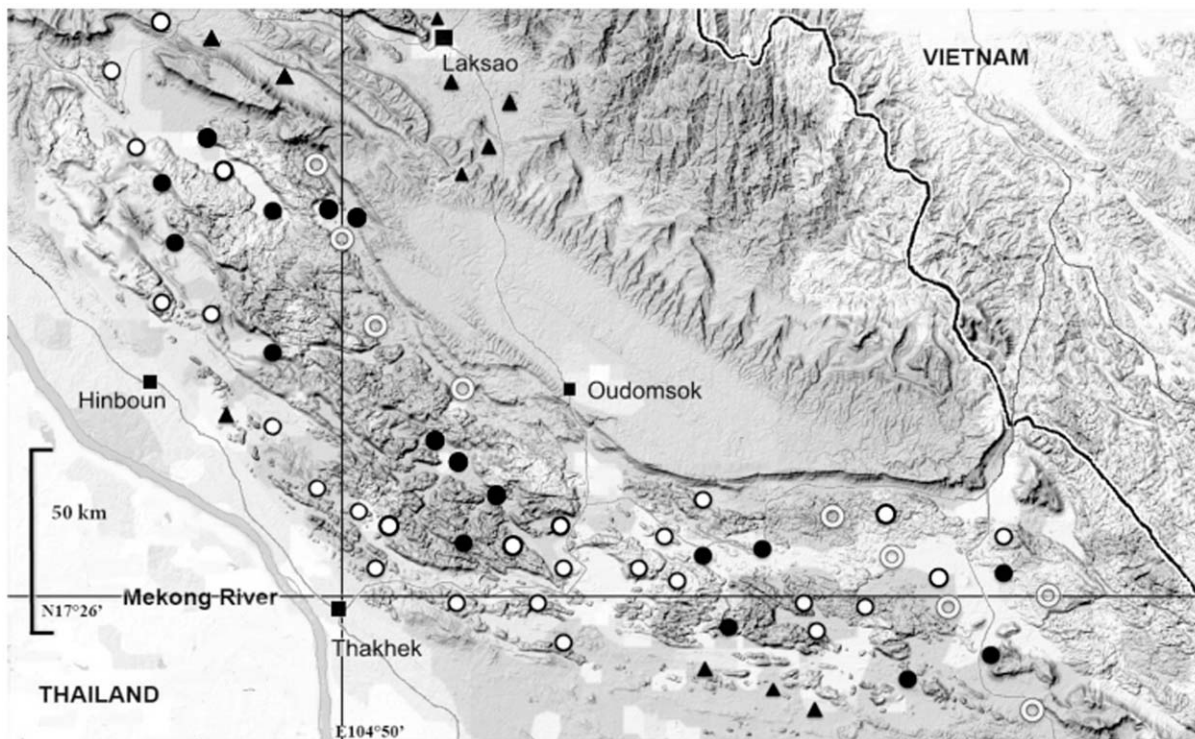 Laksao
VIETNAM
Hinboun
Oudomsok
50 km
Mekong River
N17°26’
Thakhek
THAILAND
E104°50’